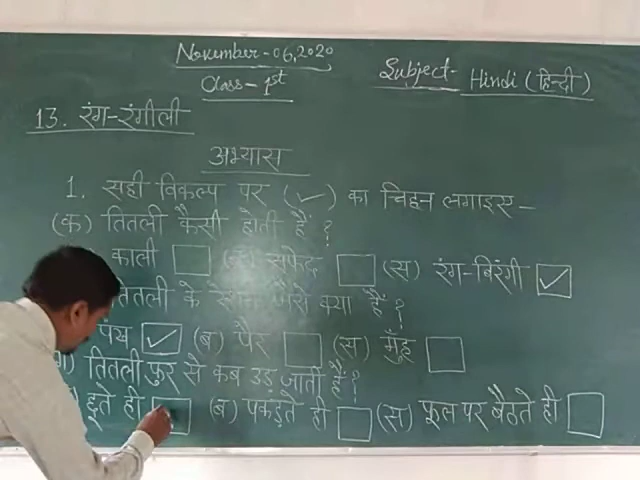 November-06,2020
Class-1st
Subject- Hindi (हिन्दी)
13. रंग-रंगीली
अभ्यास
1. सही विकल्प पर (✓) का चिह्न लगाइए-
(क) तितली कैसी होती है?
काली (ब) सफेद (स) रंग-बिरंगी ✓
तितली के रेशम जैसे क्या हैं?
पंख ✓ (ब) पैर (स) मुँह
तितली फुर से कब उड़ जाती है?
छूते ही (ब) पकड़ते ही (स) फूल पर बैठते ही